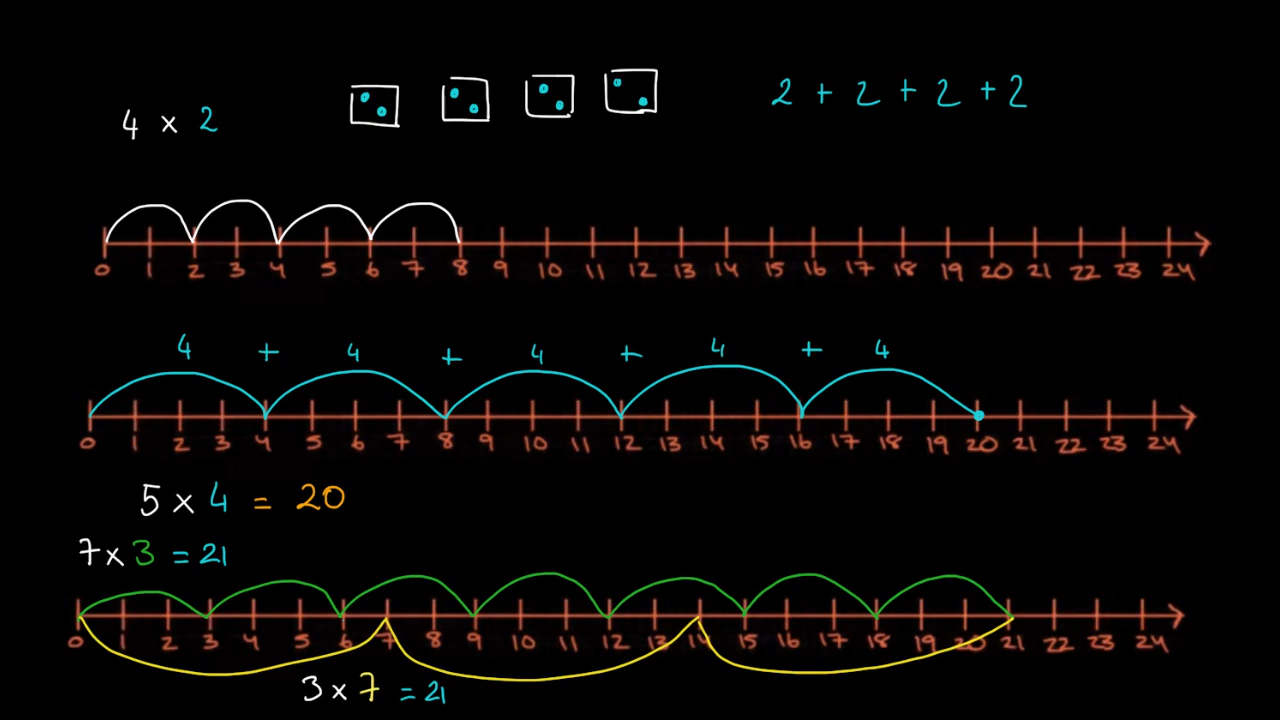 4 x 2
2 + 2 + 2 + 2
0 1 2 3 4 5 6 7 8 9 10 11 12 13 14 15 16 17 18 19 20 21 22 23 24
4 + 4 + 4 + 4 + 4
0 1 2 3 4 5 6 7 8 9 10 11 12 13 14 15 16 17 18 19 20 21 22 23 24
5 x 4 = 20
7 x 3 = 21
0 1 2 3 4 5 6 7 8 9 10 11 12 13 14 15 16 17 18 19 20 21 22 23 24
3 x 7 = 21